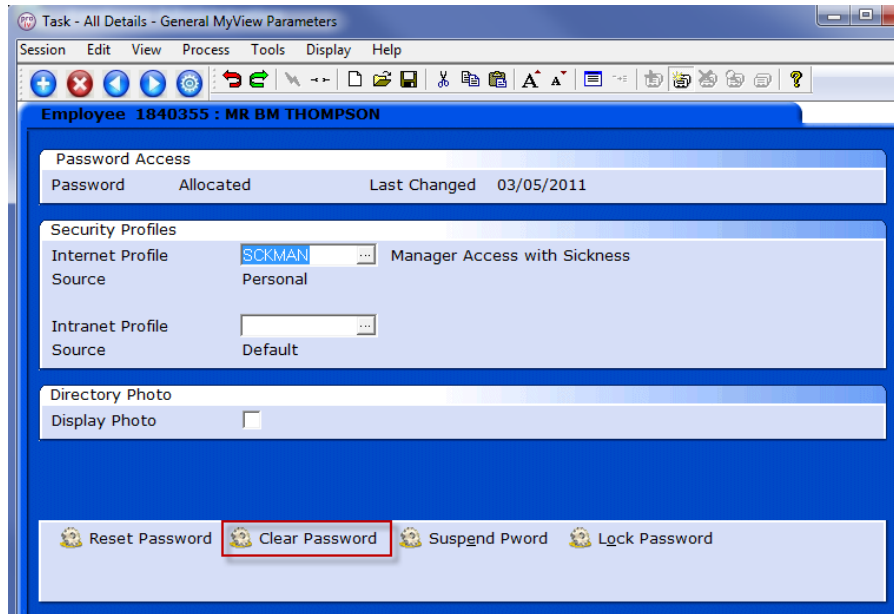 Task - All Details - General MyView Parameters
Session Edit View Process Tools Display Help
Employee 1840355 : MR BM THOMPSON
Password Access
Password Allocated Last Changed 03/05/2011
Security Profiles
Internet Profile SCKMAN ... Manager Access with Sickness
Source Personal
Intranet Profile ...
Source Default
Directory Photo
Display Photo
Reset Password Clear Password Suspend Pword Lock Password